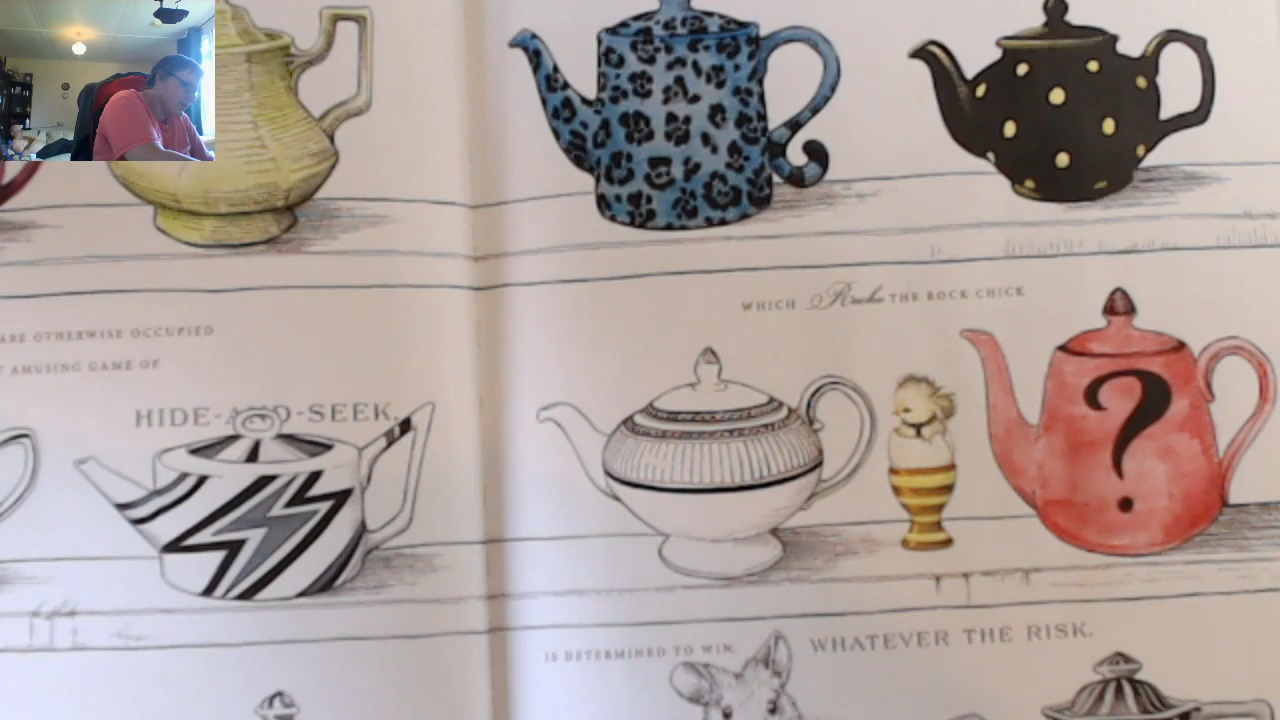 ARE OTHERWISE OCCUPIED
T AMUSING GAME OF
HIDE-AND-SEEK,
WHICH THE ROCK CHICK
?
IS DETERMINED TO WIN,
WHATEVER THE RISK.